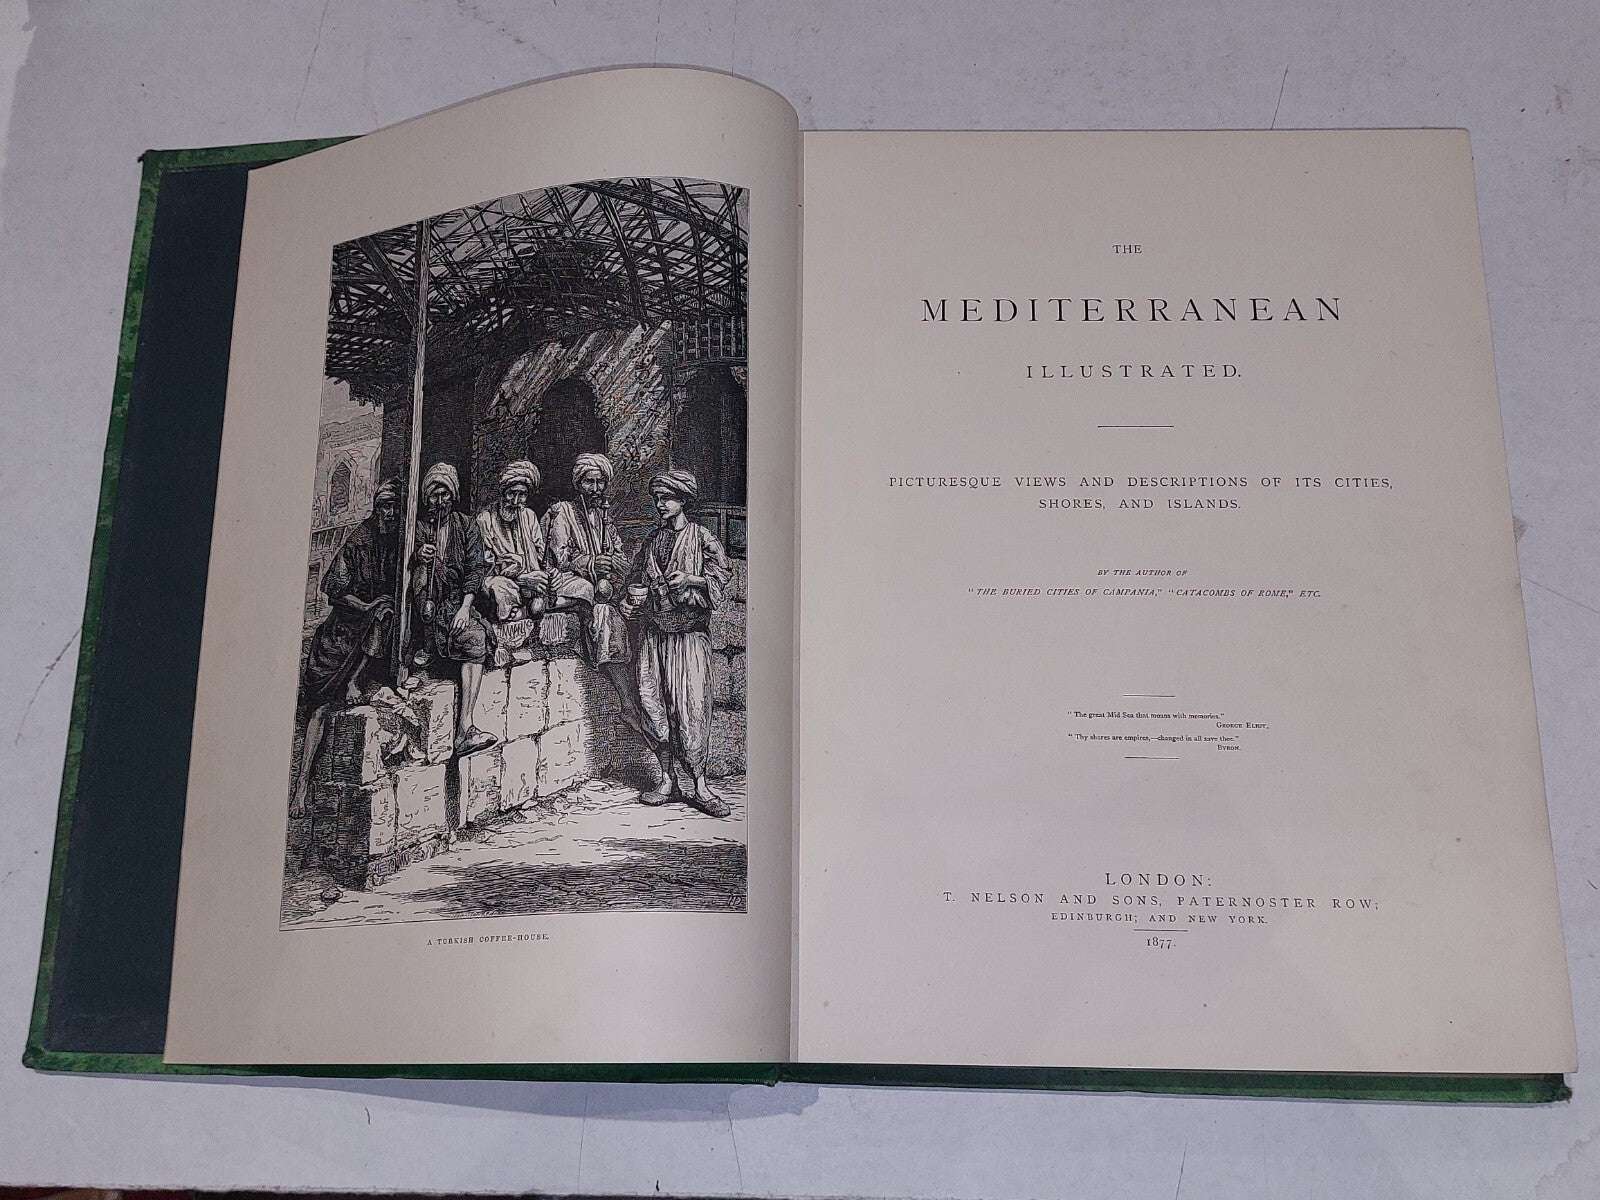 A TURKISH COFFEE-HOUSE.
THE
MEDITERRANEAN
ILLUSTRATED.
PICTURESQUE VIEWS AND DESCRIPTIONS OF ITS CITIES,
SHORES, AND ISLANDS.
BY THE AUTHOR OF
"THE BURIED CITIES OF CAMPANIA," "CATACOMBS OF ROME," ETC.
"The great Mid Sea that moans with memories."
GEORGE ELIOT.
"Thy shores are empires,—changed in all save thee."
BYRON.
LONDON:
T. NELSON AND SONS, PATERNOSTER ROW;
EDINBURGH; AND NEW YORK.
1877.